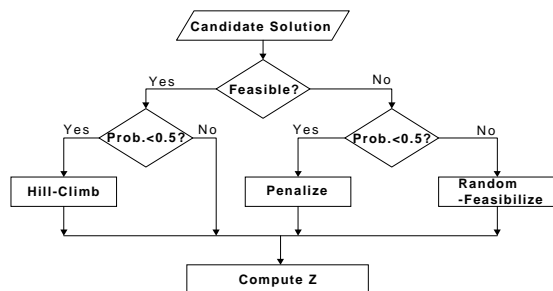 Candidate Solution
Feasible?
Yes
No
Prob.<0.5?
Prob.<0.5?
Yes
No
Yes
No
Hill-Climb
Penalize
Random
-Feasibilize
Compute Z